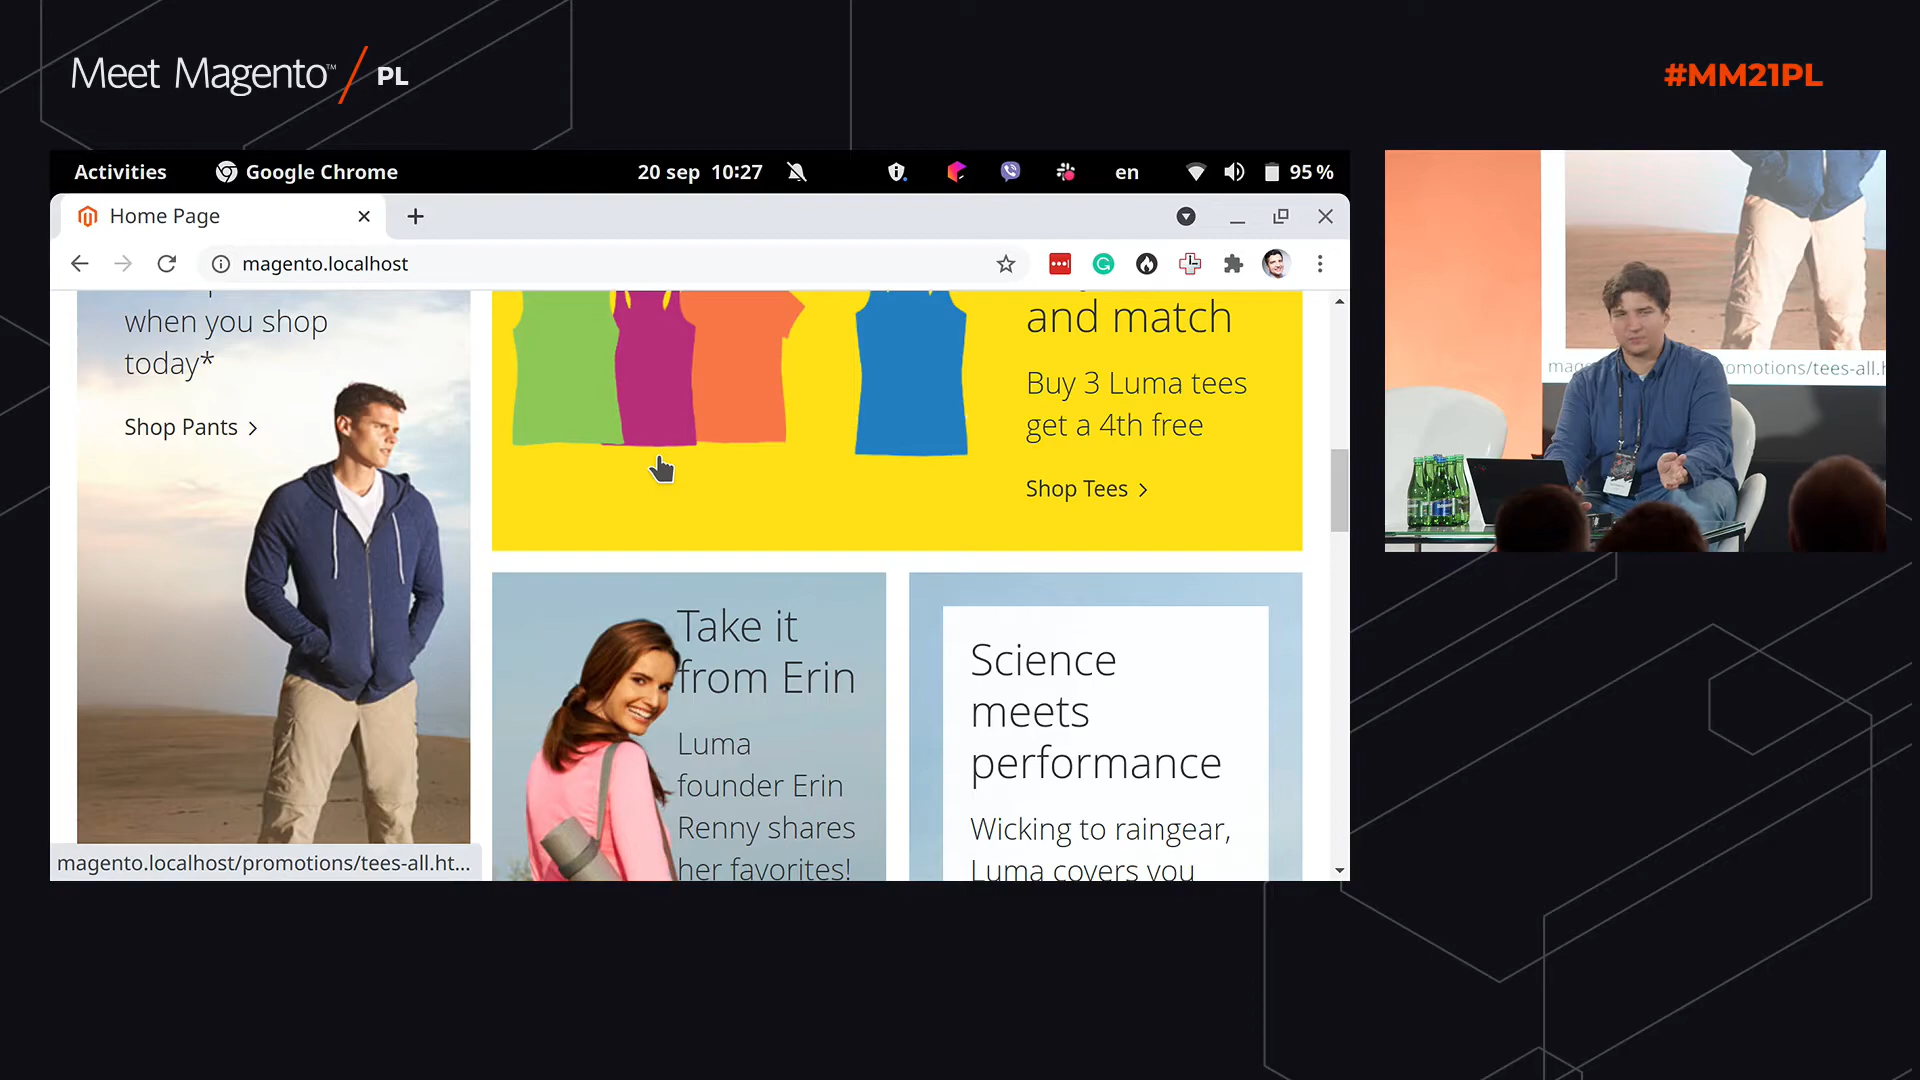 Meet Magento™ / PL
#MM21PL
Activities
Google Chrome
20 sep 10:27
en
95 %
Home Page
magento.localhost
when you shop
today*
Shop Pants
and match
Buy 3 Luma tees
get a 4th free
Shop Tees
Take it
from Erin
Luma
founder Erin
Renny shares
her favorites!
Science
meets
performance
Wicking to raingear,
Luma covers you
magento.localhost/promotions/tees-all.ht...
omotions/tees-all.